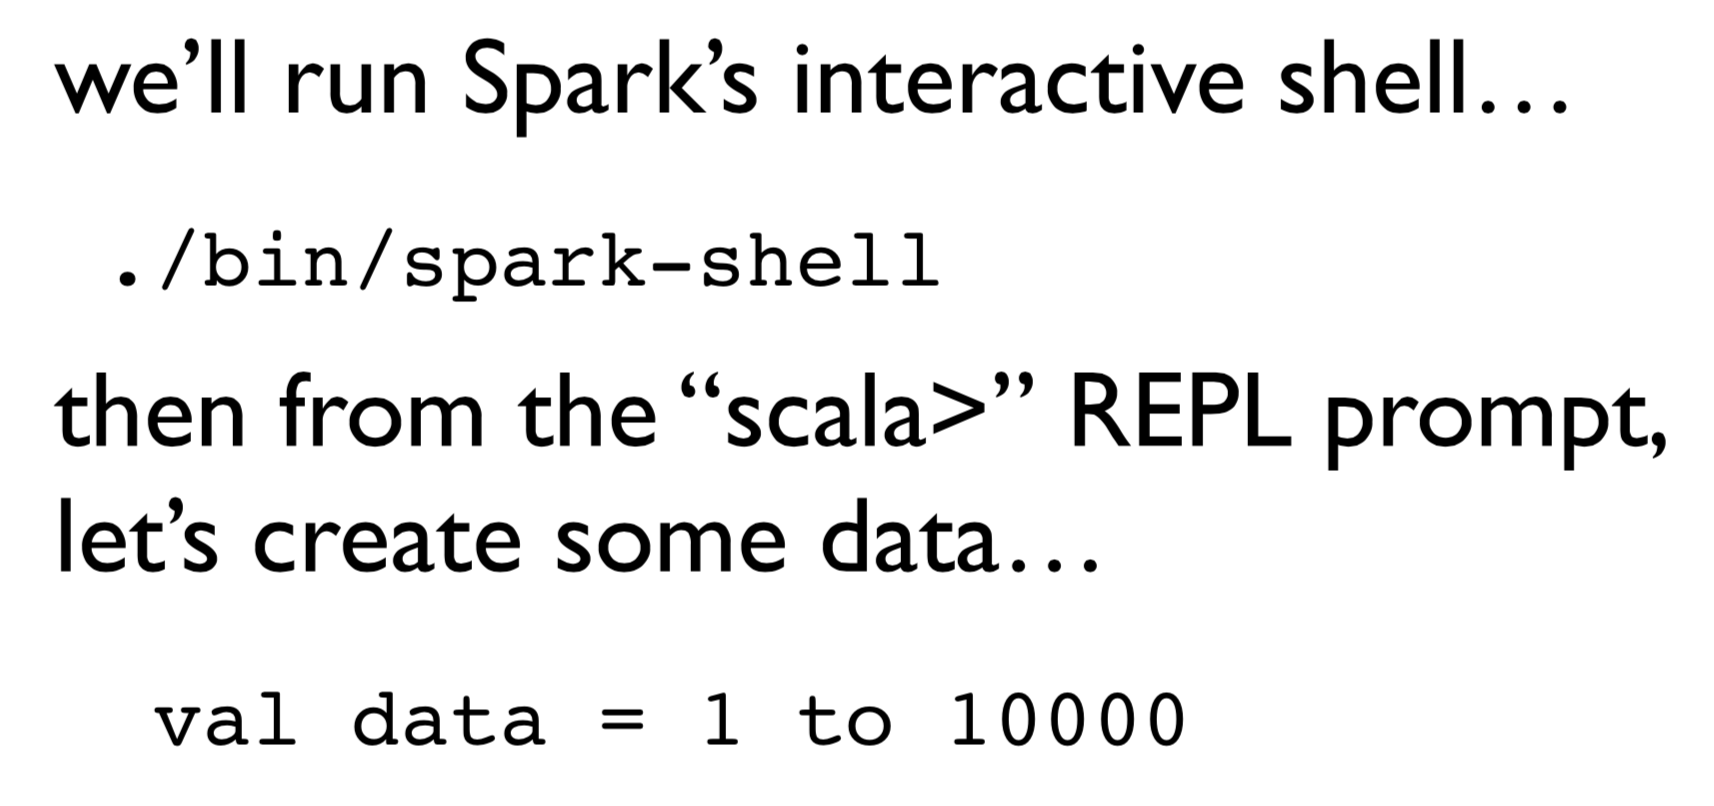 we’ll run Spark’s interactive shell…
./bin/spark-shell
then from the “scala>” REPL prompt,
let’s create some data…
val data = 1 to 10000